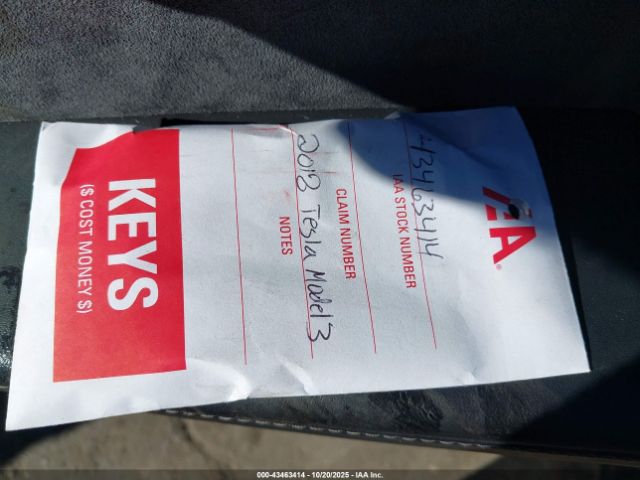 IAA®
43463414
IAA STOCK NUMBER
CLAIM NUMBER
2018 Tesla Model 3
NOTES
KEYS
($ COST MONEY $)
000-43463414 | 10/20/2025 - IAA Inc.